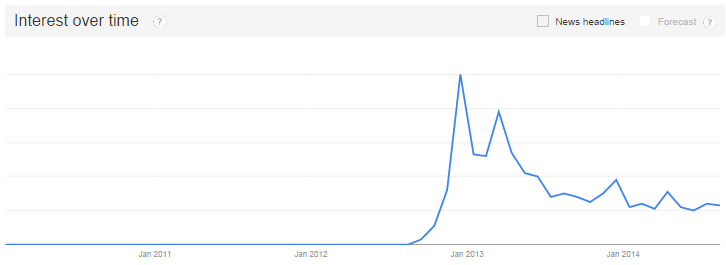 Interest over time ?
News headlines
Forecast ?
Jan 2011
Jan 2012
Jan 2013
Jan 2014